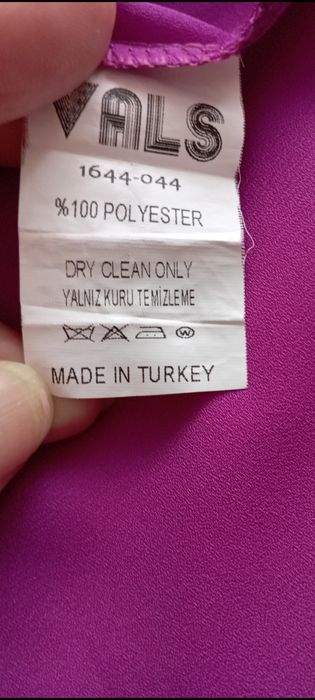 VALS
1644-044
%100 POLYESTER
DRY CLEAN ONLY
YALNIZ KURU TEMİZLEME
W
MADE IN TURKEY